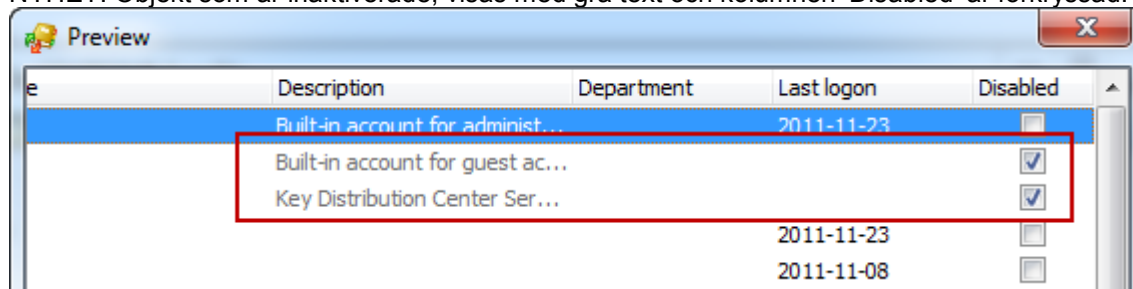 NYHET! Objekt som är inaktiverade, visas med grå text och kolumnen 'Disabled' är förkryssad.
Preview
e Description Department Last logon Disabled
Built-in account for administ... 2011-11-23
Built-in account for guest ac...
Key Distribution Center Ser...
2011-11-23
2011-11-08